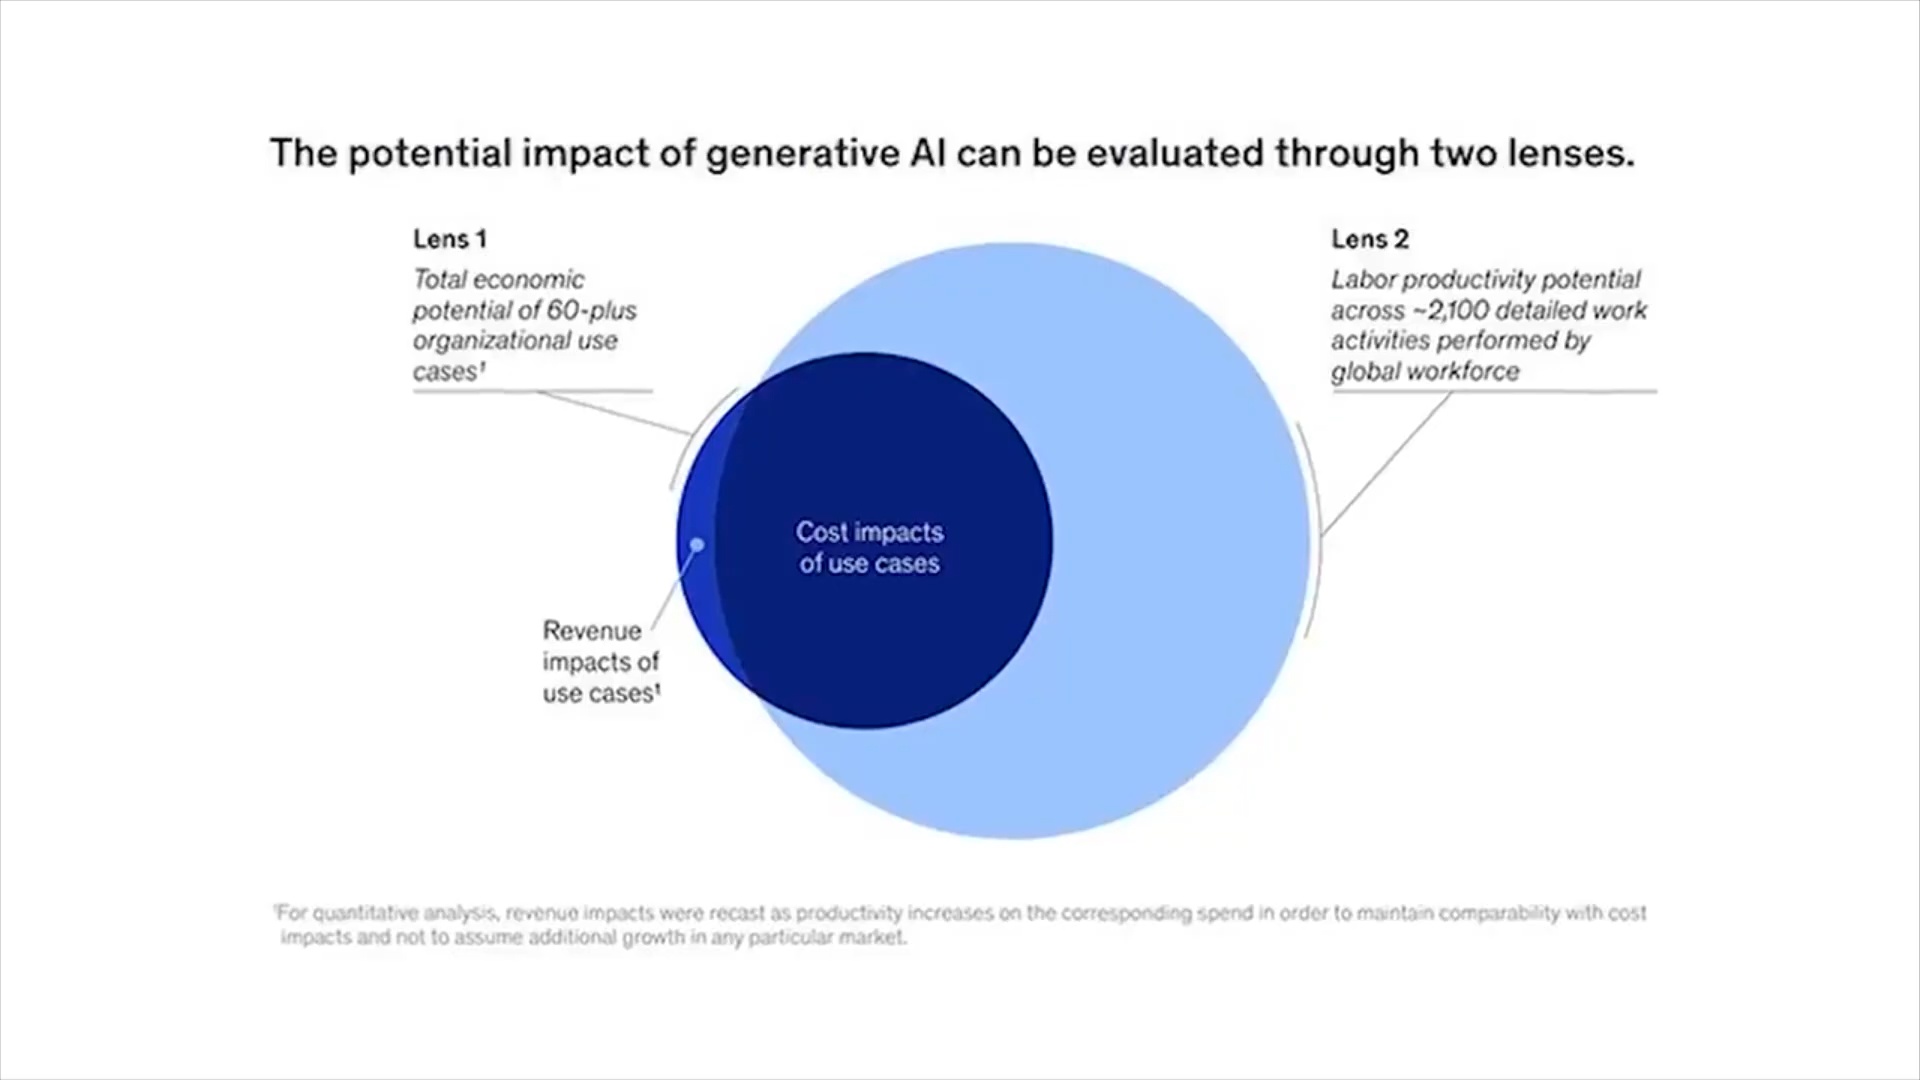 The potential impact of generative AI can be evaluated through two lenses.
Lens 1
Total economic
potential of 60-plus
organizational use
cases¹
Lens 2
Labor productivity potential
across ~2,100 detailed work
activities performed by
global workforce
Cost impacts
of use cases
Revenue
impacts of
use cases¹
¹For quantitative analysis, revenue impacts were recast as productivity increases on the corresponding spend in order to maintain comparability with cost
impacts and not to assume additional growth in any particular market.